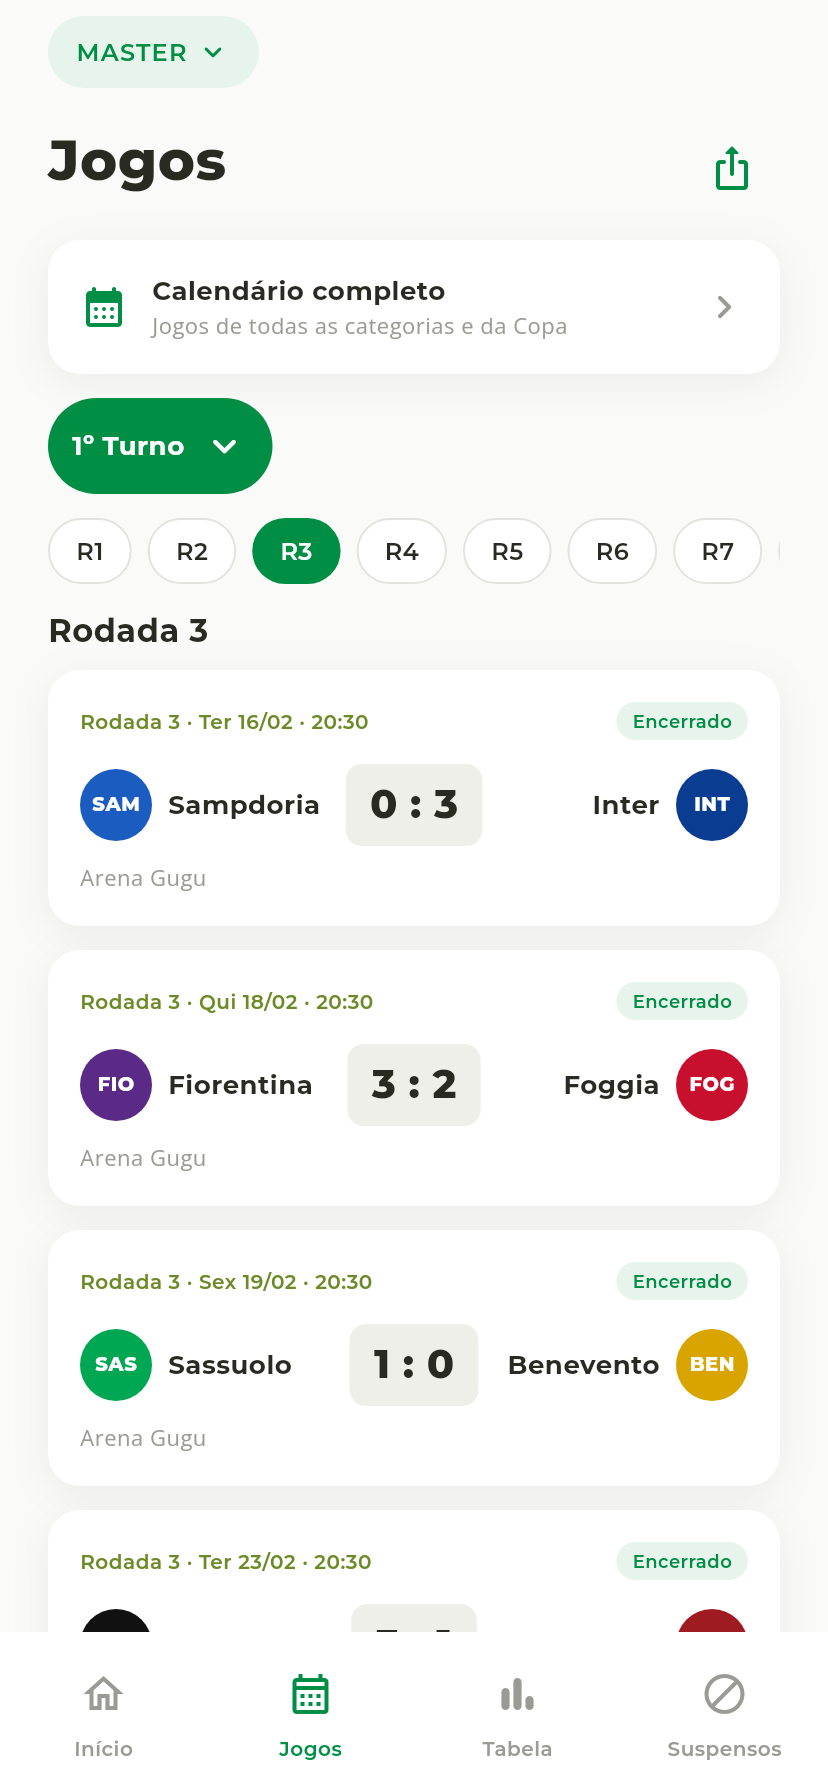 MASTER
Jogos
Calendário completo
Jogos de todas as categorias e da Copa
1º Turno
R1 R2 R3 R4 R5 R6 R7
Rodada 3
Rodada 3 · Ter 16/02 · 20:30 Encerrado
SAM Sampdoria 0 : 3 Inter INT
Arena Gugu
Rodada 3 · Qui 18/02 · 20:30 Encerrado
FIO Fiorentina 3 : 2 Foggia FOG
Arena Gugu
Rodada 3 · Sex 19/02 · 20:30 Encerrado
SAS Sassuolo 1 : 0 Benevento BEN
Arena Gugu
Rodada 3 · Ter 23/02 · 20:30 Encerrado
Início Jogos Tabela Suspensos